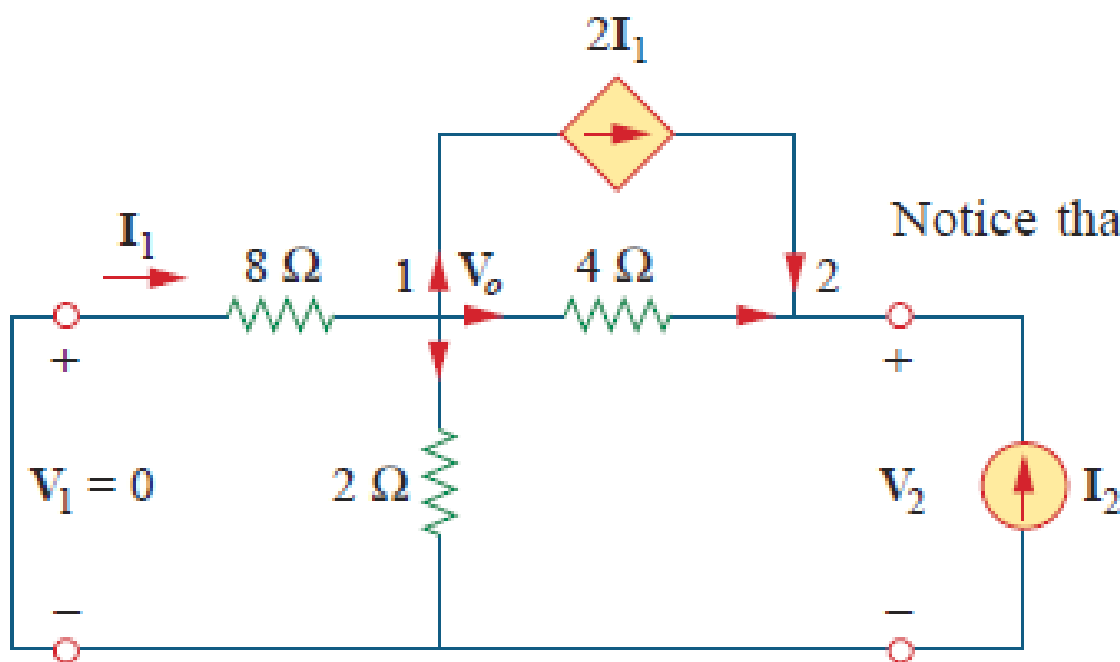 2I₁
Notice tha
I₁
8 Ω
1
Vₒ
4 Ω
2
+
+
V₁ = 0
2 Ω
V₂
I₂
−
−